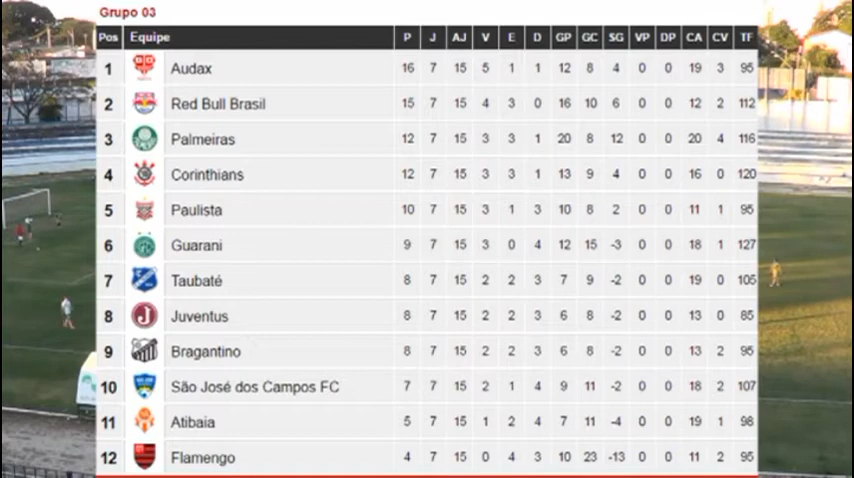 Grupo 03
Pos Equipe P J AJ V E D GP GC SG VP DP CA CV TF
1 Audax 16 7 15 5 1 1 12 8 4 0 0 19 3 95
2 Red Bull Brasil 15 7 15 4 3 0 16 10 6 0 0 12 2 112
3 Palmeiras 12 7 15 3 3 1 20 8 12 0 0 20 4 116
4 Corinthians 12 7 15 3 3 1 13 9 4 0 0 16 0 120
5 Paulista 10 7 15 3 1 3 10 8 2 0 0 11 1 95
6 Guarani 9 7 15 3 0 4 12 15 -3 0 0 18 1 127
7 Taubaté 8 7 15 2 2 3 7 9 -2 0 0 19 0 105
8 Juventus 8 7 15 2 2 3 6 8 -2 0 0 13 0 85
9 Bragantino 8 7 15 2 2 3 6 8 -2 0 0 13 2 95
10 São José dos Campos FC 7 7 15 2 1 4 9 11 -2 0 0 18 2 107
11 Atibaia 5 7 15 1 2 4 7 11 -4 0 0 19 1 98
12 Flamengo 4 7 15 0 4 3 10 23 -13 0 0 11 2 95